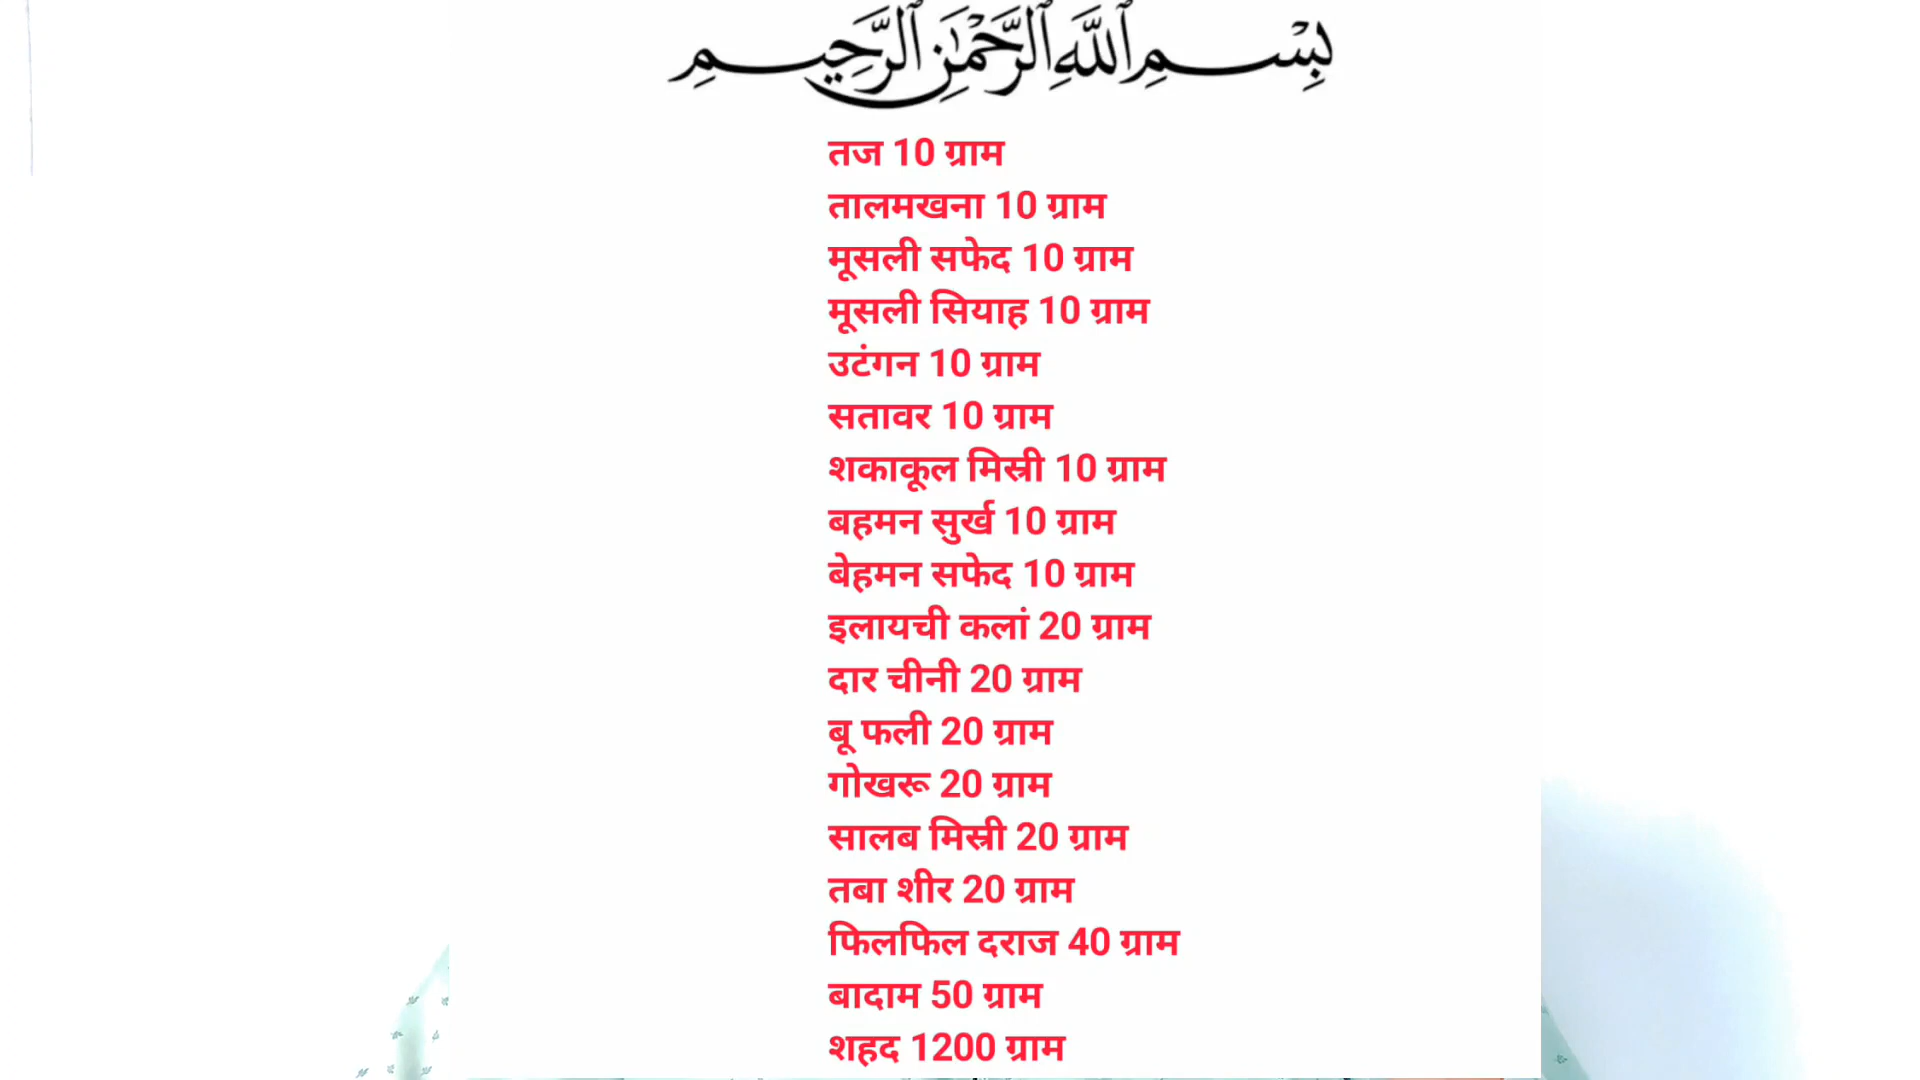 بِسْمِ ٱللَّٰهِ ٱلرَّحْمَٰنِ ٱلرَّحِيمِ
तज 10 ग्राम
तालमखना 10 ग्राम
मूसली सफेद 10 ग्राम
मूसली सियाह 10 ग्राम
उटंगन 10 ग्राम
सतावर 10 ग्राम
शकाकूल मिस्री 10 ग्राम
बहमन सुर्ख 10 ग्राम
बेहमन सफेद 10 ग्राम
इलायची कलां 20 ग्राम
दार चीनी 20 ग्राम
बू फली 20 ग्राम
गोखरू 20 ग्राम
सालब मिस्री 20 ग्राम
तबा शीर 20 ग्राम
फिलफिल दराज 40 ग्राम
बादाम 50 ग्राम
शहद 1200 ग्राम